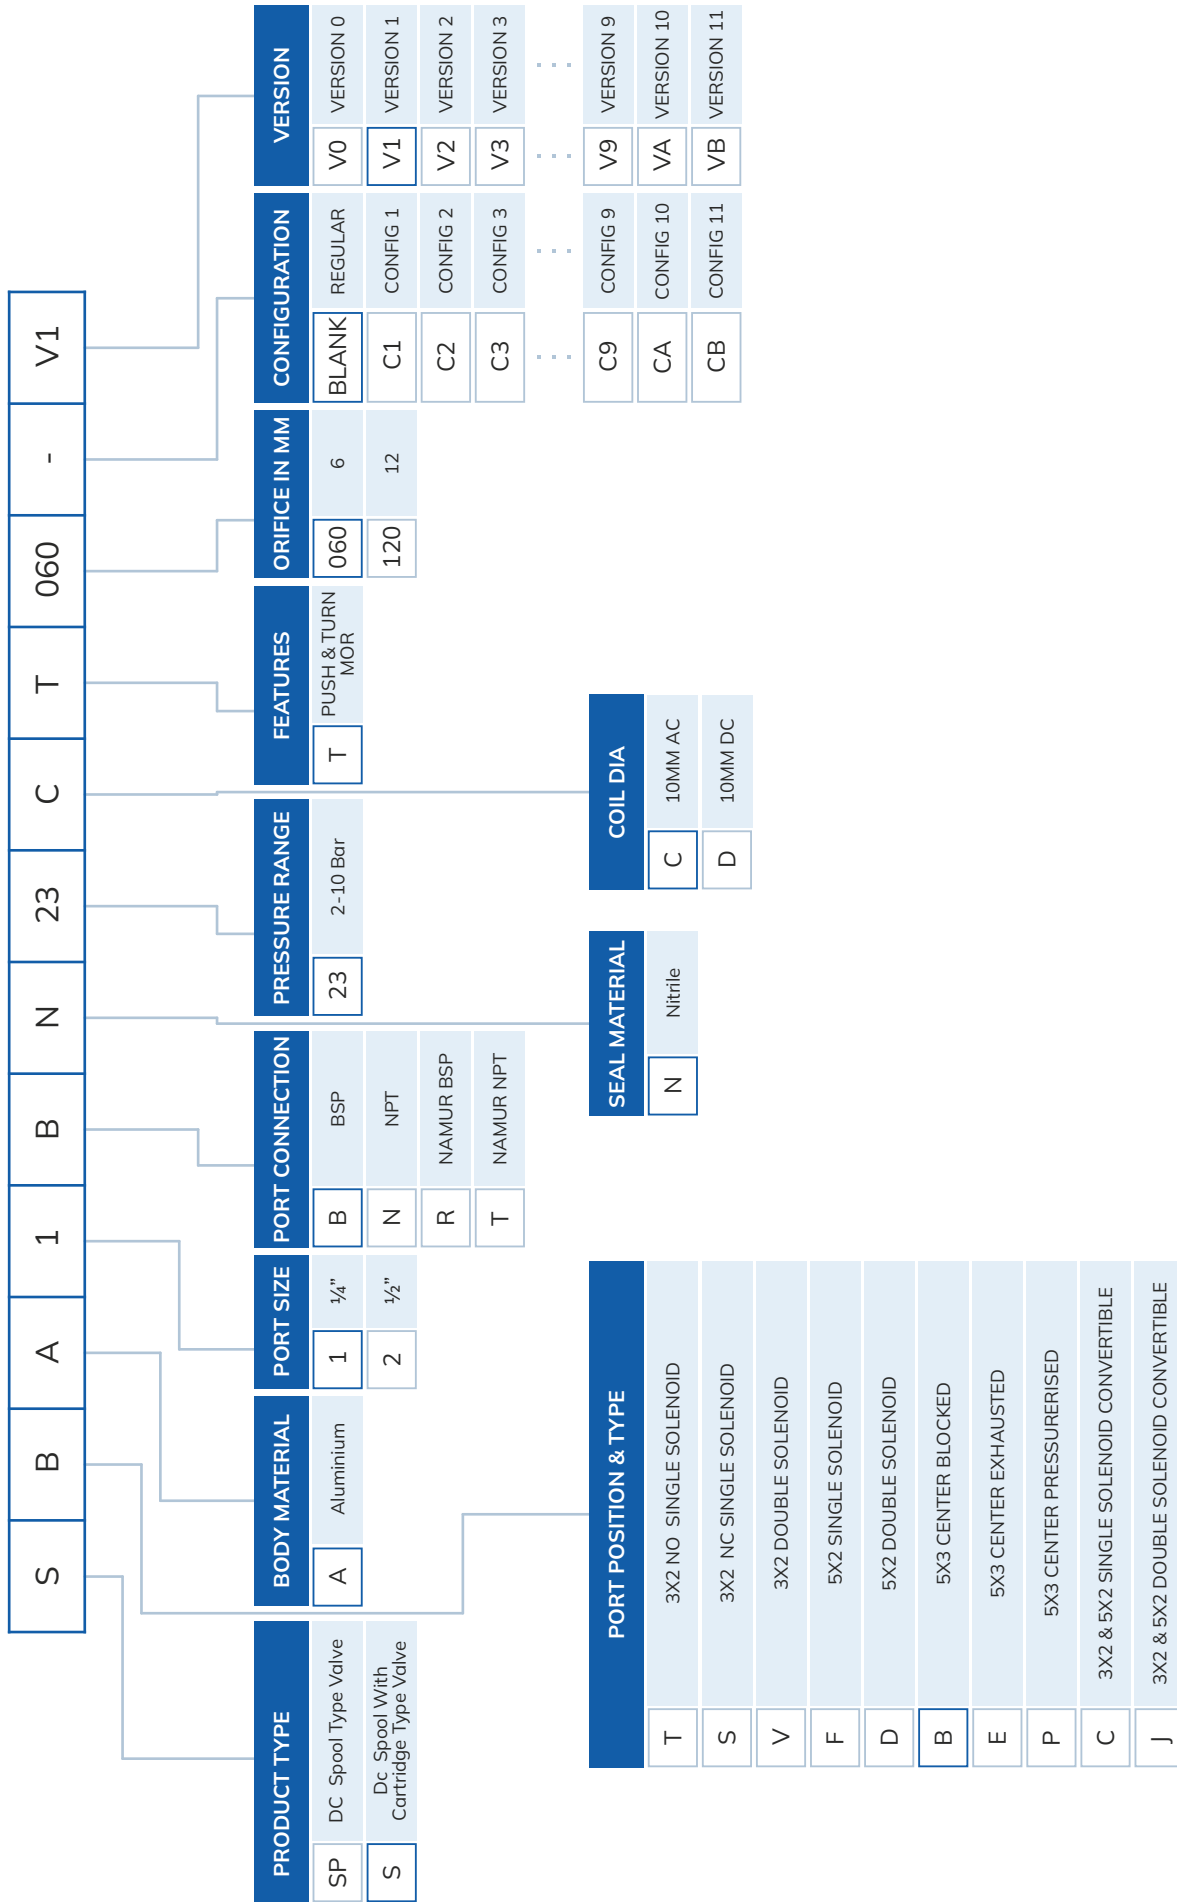 S B A 1 B N 23 C T 060 - V1
PRODUCT TYPE
SP DC Spool Type Valve
S Dc Spool With
Cartridge Type Valve
BODY MATERIAL
A Aluminium
PORT SIZE
1 ¼"
2 ½"
PORT CONNECTION
B BSP
N NPT
R NAMUR BSP
T NAMUR NPT
PRESSURE RANGE
23 2-10 Bar
FEATURES
T PUSH & TURN
MOR
ORIFICE IN MM
060 6
120 12
CONFIGURATION
BLANK REGULAR
C1 CONFIG 1
C2 CONFIG 2
C3 CONFIG 3
.... ....
C9 CONFIG 9
CA CONFIG 10
CB CONFIG 11
VERSION
V0 VERSION 0
V1 VERSION 1
V2 VERSION 2
V3 VERSION 3
.... ....
V9 VERSION 9
VA VERSION 10
VB VERSION 11
PORT POSITION & TYPE
T 3X2 NO SINGLE SOLENOID
S 3X2 NC SINGLE SOLENOID
V 3X2 DOUBLE SOLENOID
F 5X2 SINGLE SOLENOID
D 5X2 DOUBLE SOLENOID
B 5X3 CENTER BLOCKED
E 5X3 CENTER EXHAUSTED
P 5X3 CENTER PRESSURERISED
C 3X2 & 5X2 SINGLE SOLENOID CONVERTIBLE
J 3X2 & 5X2 DOUBLE SOLENOID CONVERTIBLE
SEAL MATERIAL
N Nitrile
COIL DIA
C 10MM AC
D 10MM DC